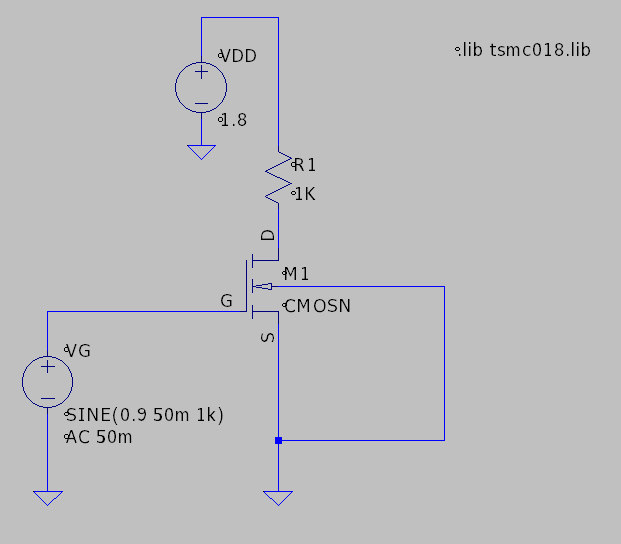 VDD
.lib tsmc018.lib
1.8
R1
1K
D
M1
G
CMOSN
S
VG
SINE(0.9 50m 1k)
AC 50m